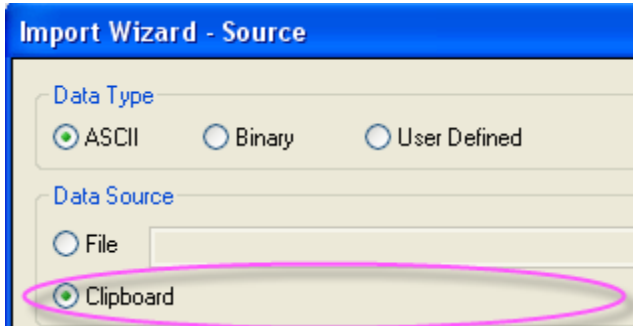 Import Wizard - Source
Data Type
ASCII Binary User Defined
Data Source
File
Clipboard